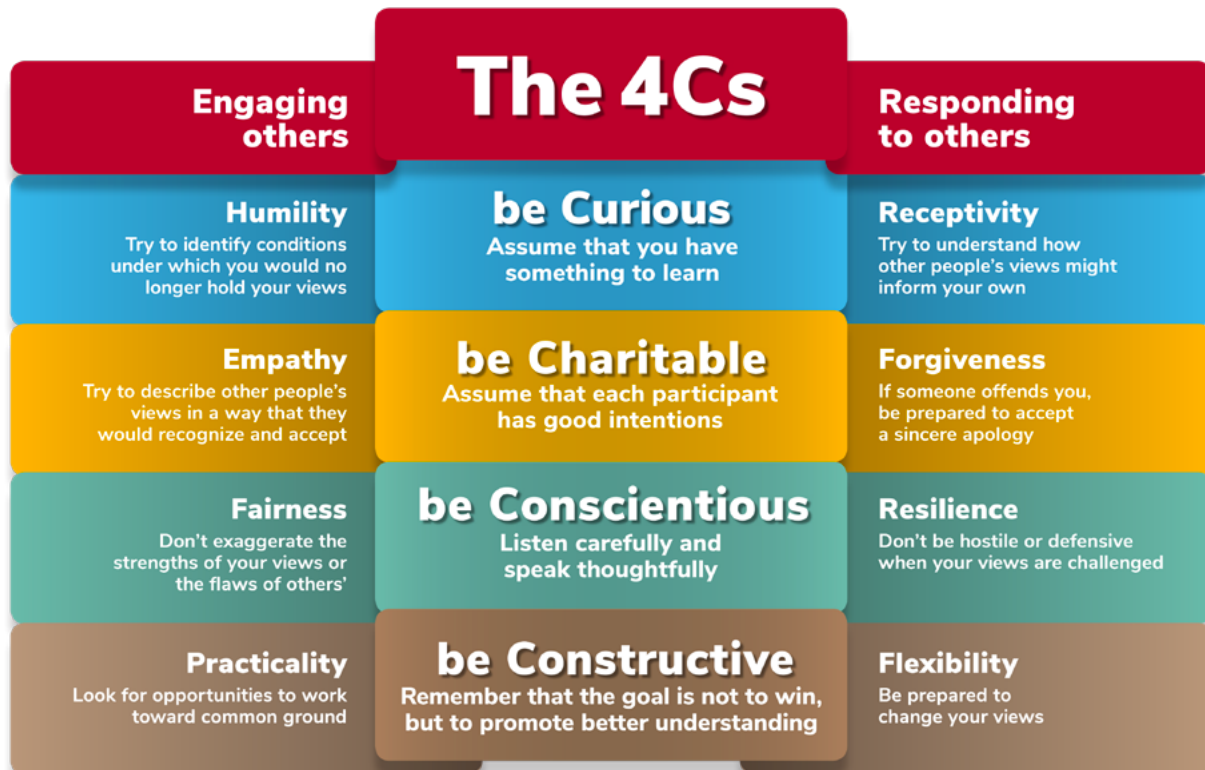 The 4Cs
Engaging
others
Responding
to others
Humility
Try to identify conditions
under which you would no
longer hold your views
be Curious
Assume that you have
something to learn
Receptivity
Try to understand how
other people's views might
inform your own
Empathy
Try to describe other people's
views in a way that they
would recognize and accept
be Charitable
Assume that each participant
has good intentions
Forgiveness
If someone offends you,
be prepared to accept
a sincere apology
Fairness
Don't exaggerate the
strengths of your views or
the flaws of others'
be Conscientious
Listen carefully and
speak thoughtfully
Resilience
Don't be hostile or defensive
when your views are challenged
Practicality
Look for opportunities to work
toward common ground
be Constructive
Remember that the goal is not to win,
but to promote better understanding
Flexibility
Be prepared to
change your views